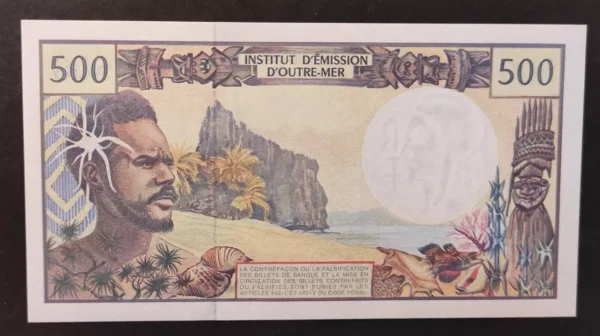 500
INSTITUT D'ÉMISSION
D'OUTRE-MER
500
LA CONTREFAÇON OU LA FALSIFICATION
DES BILLETS DE BANQUE ET LA MISE EN
CIRCULATION DES BILLETS CONTREFAITS
OU FALSIFIÉS SONT PUNIES PAR LES
ARTICLES 442-1 ET 442-2 DU CODE PÉNAL